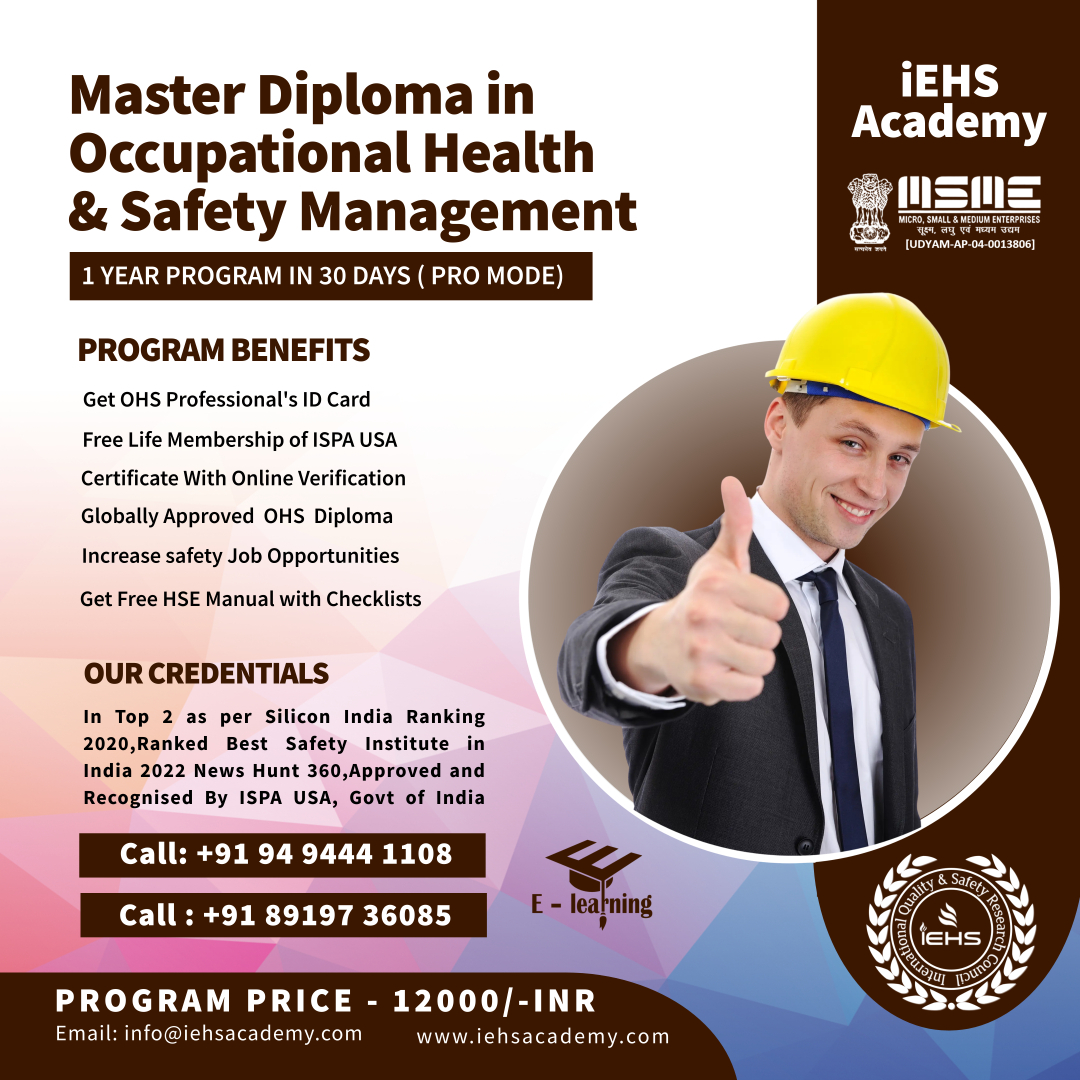 Master Diploma in
Occupational Health
& Safety Management
1 YEAR PROGRAM IN 30 DAYS ( PRO MODE)
iEHS
Academy
MSME
MICRO, SMALL & MEDIUM ENTERPRISES
सूक्ष्म, लघु एवं मध्यम उद्यम
[UDYAM-AP-04-0013806]
सत्यमेव जयते
PROGRAM BENEFITS
Get OHS Professional's ID Card
Free Life Membership of ISPA USA
Certificate With Online Verification
Globally Approved OHS Diploma
Increase safety Job Opportunities
Get Free HSE Manual with Checklists
OUR CREDENTIALS
In Top 2 as per Silicon India Ranking
2020,Ranked Best Safety Institute in
India 2022 News Hunt 360,Approved and
Recognised By ISPA USA, Govt of India
Call: +91 94 9444 1108
Call : +91 89197 36085
E - learning
International Quality & Safety Research Council
iEHS
PROGRAM PRICE - 12000/-INR
Email: info@iehsacademy.com
www.iehsacademy.com